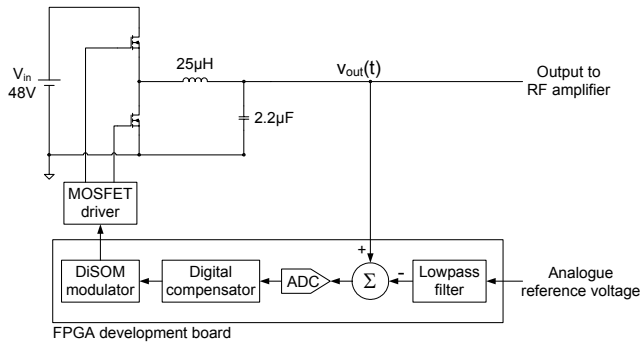 V_in
48V
25µH
v_out(t)
Output to
RF amplifier
2.2µF
MOSFET
driver
+
DiSOM
modulator
Digital
compensator
ADC
Σ
-
Lowpass
filter
Analogue
reference voltage
FPGA development board